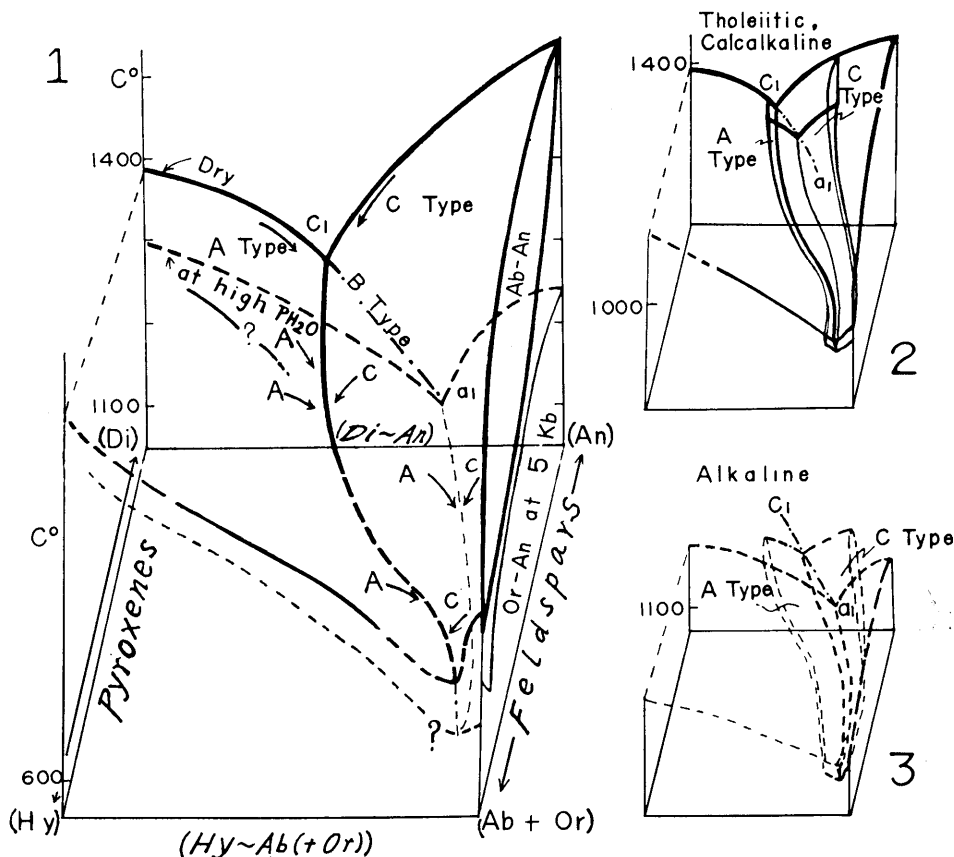 1
C°
1400
Dry
C1
C Type
A Type
B. Type
at high PH2O
?
A
A
C
a1
Ab-An
1100
(Di)
(Di~An)
(An)
A
C
Or-An at 5 Kb
C°
A
C
Pyroxenes
Feldspars
?
600
(Hy)
(Hy~Ab(+Or))
(Ab + Or)
Tholeiitic,
Calcalkaline
1400
C1
C
Type
A
Type
a1
1000
2
Alkaline
C1
C Type
A Type
1100
a1
3